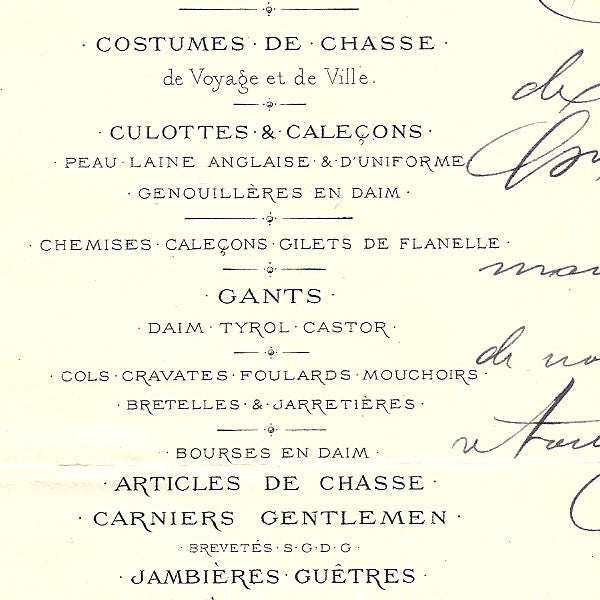 · COSTUMES · DE · CHASSE ·
de Voyage et de Ville.
· CULOTTES · & · CALEÇONS ·
· PEAU · LAINE ANGLAISE · & · D'UNIFORME
· GENOUILLÈRES EN DAIM ·
· CHEMISES · CALEÇONS · GILETS DE FLANELLE ·
· GANTS ·
· DAIM · TYROL · CASTOR ·
de
· COLS · CRAVATES · FOULARDS · MOUCHOIRS ·
· BRETELLES · & · JARRETIÈRES ·
· BOURSES EN DAIM ·
· ARTICLES DE CHASSE ·
· CARNIERS GENTLEMEN ·
· BREVETÉS · S · G · D · G ·
· JAMBIÈRES · GUÊTRES ·